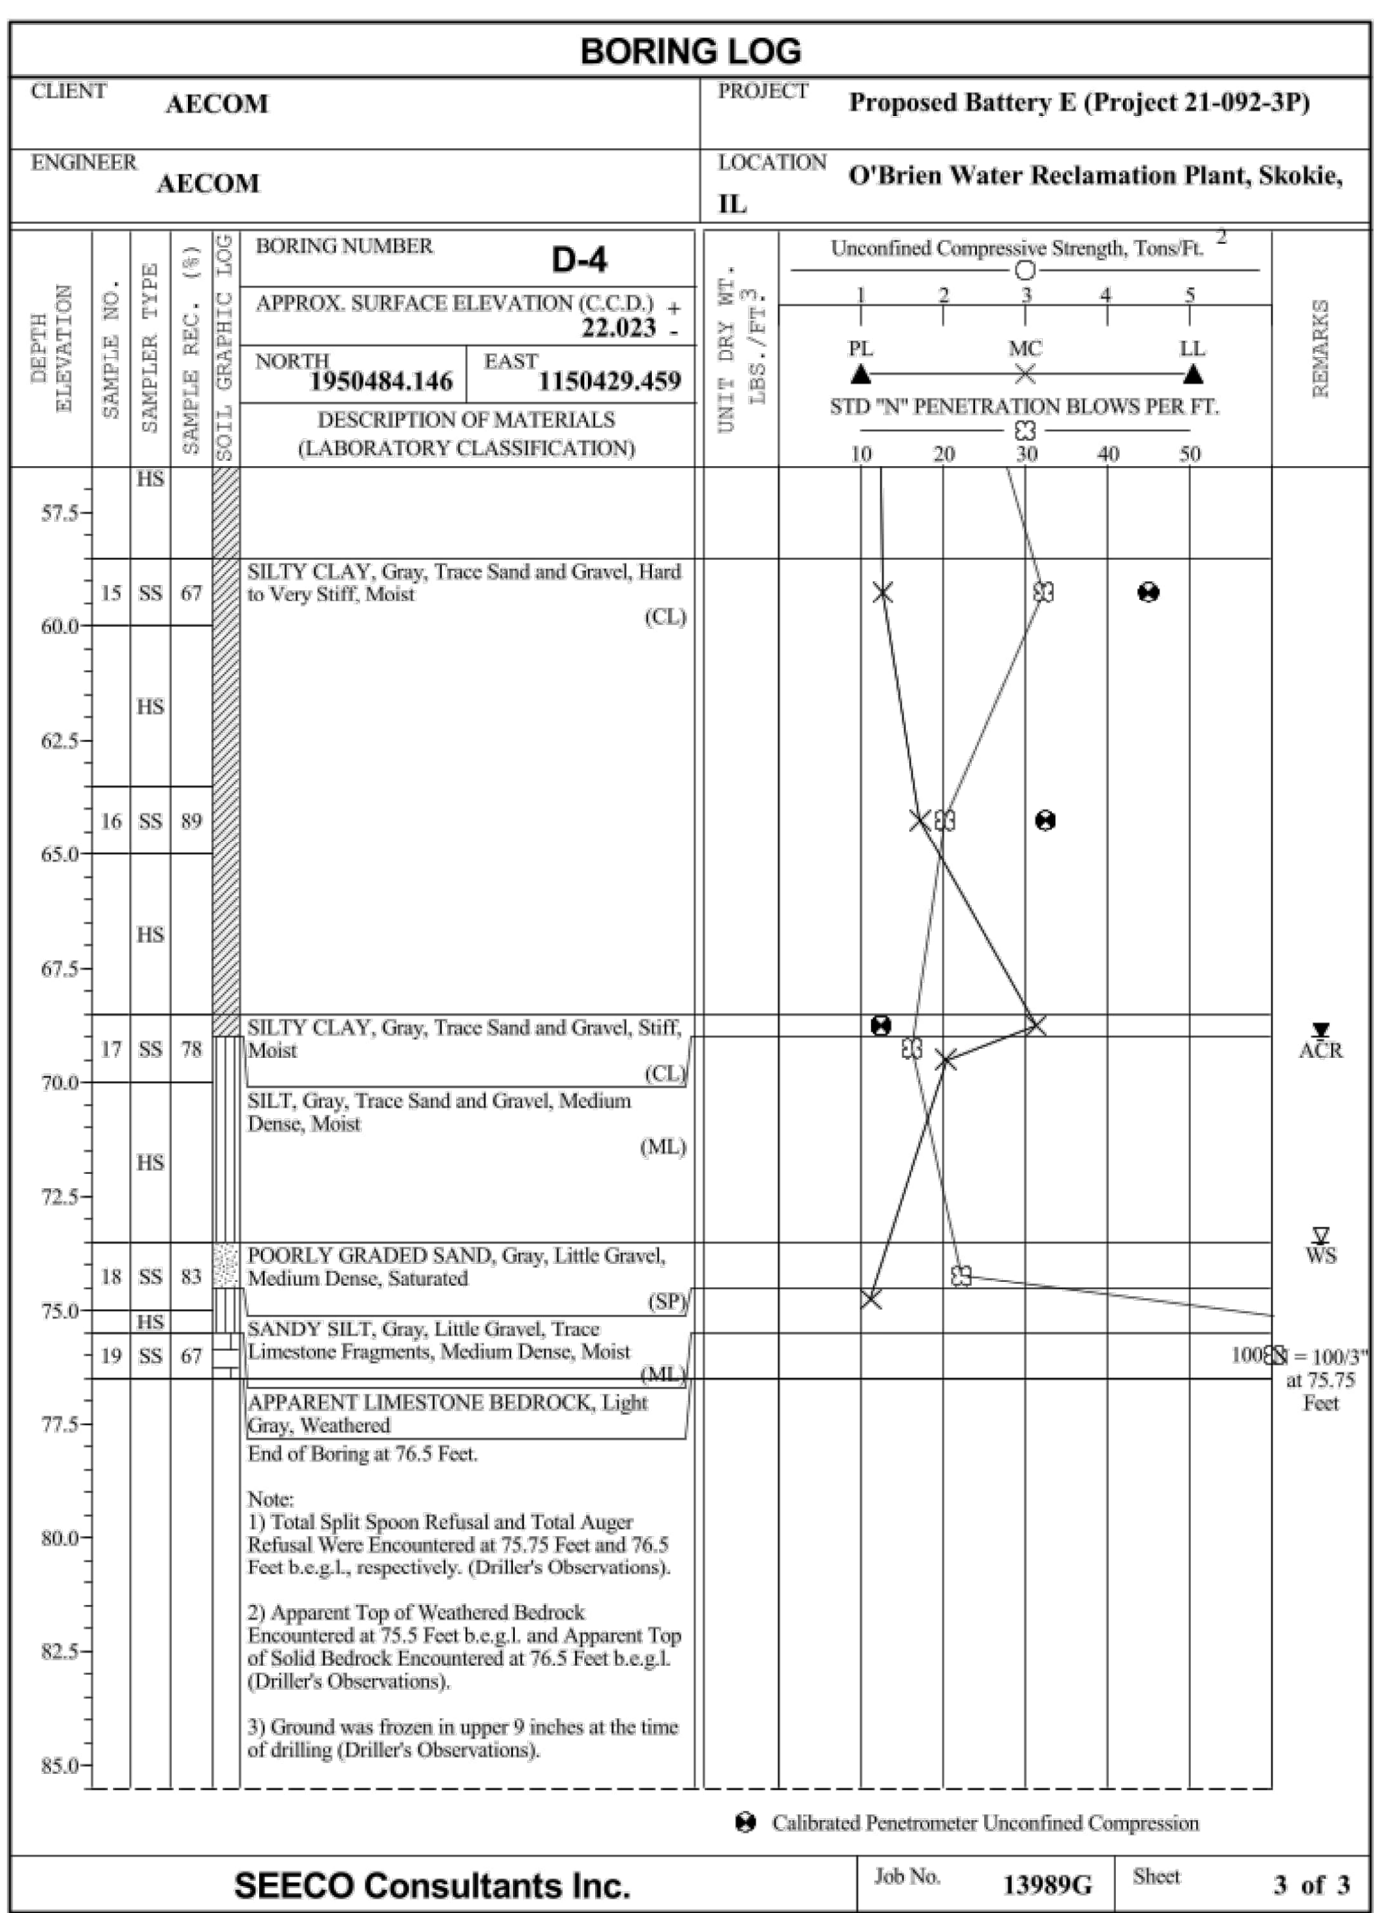 BORING LOG
CLIENT
AECOM
PROJECT
Proposed Battery E (Project 21-092-3P)
ENGINEER
AECOM
LOCATION
O'Brien Water Reclamation Plant, Skokie,
IL
DEPTH
ELEVATION
SAMPLE NO.
SAMPLER TYPE
SAMPLE REC. (%)
SOIL GRAPHIC LOG
BORING NUMBER
D-4
APPROX. SURFACE ELEVATION (C.C.D.) +
22.023 -
NORTH
1950484.146
EAST
1150429.459
DESCRIPTION OF MATERIALS
(LABORATORY CLASSIFICATION)
UNIT DRY WT.
LBS./FT.3
Unconfined Compressive Strength, Tons/Ft. 2
1 2 3 4 5
PL MC LL
STD "N" PENETRATION BLOWS PER FT.
10 20 30 40 50
REMARKS
HS
57.5
15 SS 67
SILTY CLAY, Gray, Trace Sand and Gravel, Hard
to Very Stiff, Moist
(CL)
60.0
HS
62.5
16 SS 89
65.0
HS
67.5
17 SS 78
SILTY CLAY, Gray, Trace Sand and Gravel, Stiff,
Moist
(CL)
ACR
70.0
SILT, Gray, Trace Sand and Gravel, Medium
Dense, Moist
(ML)
HS
72.5
WS
18 SS 83
POORLY GRADED SAND, Gray, Little Gravel,
Medium Dense, Saturated
(SP)
75.0
HS
SANDY SILT, Gray, Little Gravel, Trace
Limestone Fragments, Medium Dense, Moist
(ML)
19 SS 67
100 N = 100/3"
at 75.75
Feet
APPARENT LIMESTONE BEDROCK, Light
Gray, Weathered
77.5
End of Boring at 76.5 Feet.
Note:
1) Total Split Spoon Refusal and Total Auger
Refusal Were Encountered at 75.75 Feet and 76.5
Feet b.e.g.l., respectively. (Driller's Observations).
80.0
2) Apparent Top of Weathered Bedrock
Encountered at 75.5 Feet b.e.g.l. and Apparent Top
of Solid Bedrock Encountered at 76.5 Feet b.e.g.l.
(Driller's Observations).
82.5
3) Ground was frozen in upper 9 inches at the time
of drilling (Driller's Observations).
85.0
Calibrated Penetrometer Unconfined Compression
SEECO Consultants Inc.
Job No.
13989G
Sheet
3 of 3